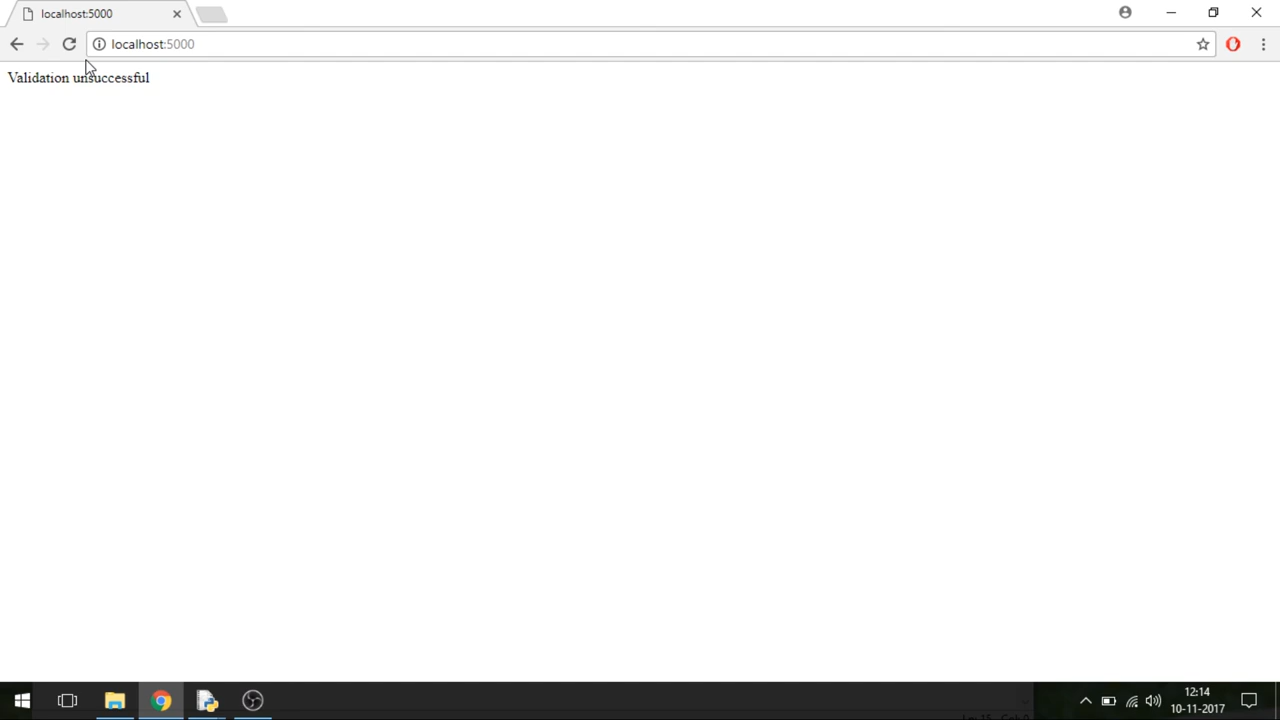 localhost:5000
localhost:5000
Validation unsuccessful
12:14
10-11-2017